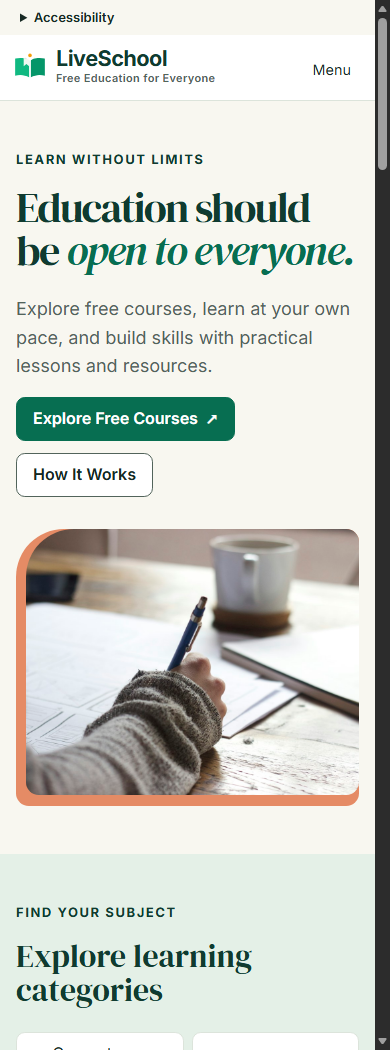 ▶ Accessibility
LiveSchool
Free Education for Everyone
Menu
LEARN WITHOUT LIMITS
Education should
be open to everyone.
Explore free courses, learn at your own
pace, and build skills with practical
lessons and resources.
Explore Free Courses ↗
How It Works
FIND YOUR SUBJECT
Explore learning
categories